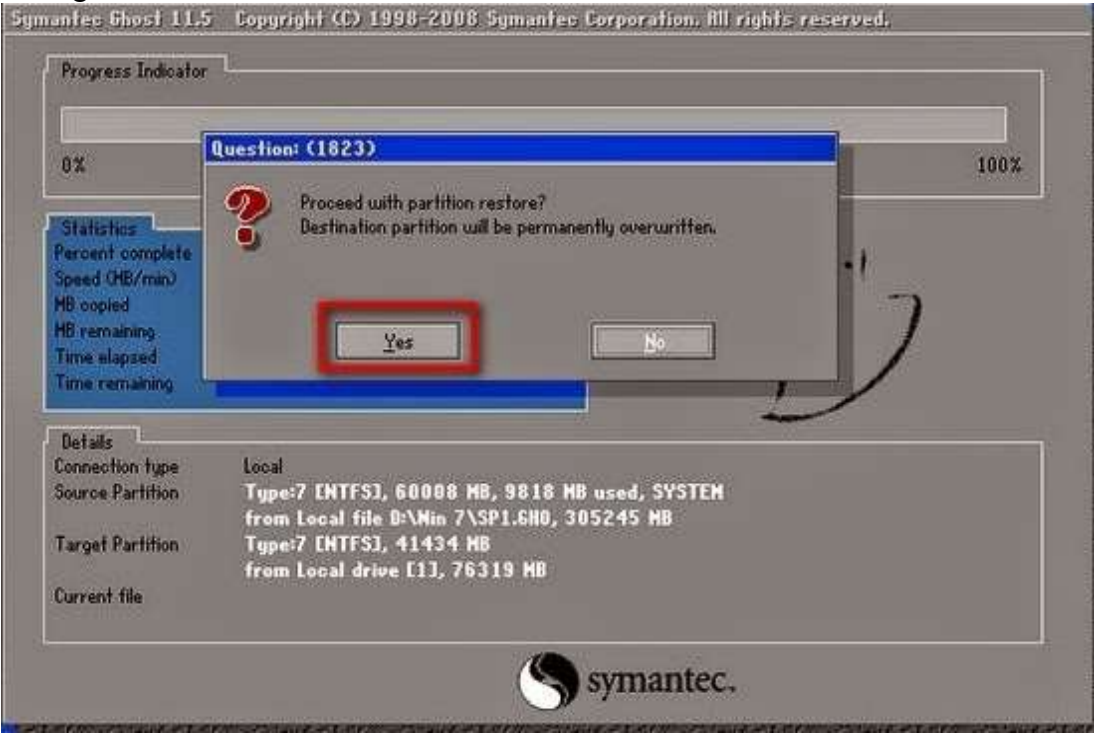 Symantec Ghost 11.5 Copyright (C) 1998-2008 Symantec Corporation. All rights reserved.
Progress Indicator
0%
100%
Question: (1823)
Proceed with partition restore?
Destination partition will be permanently overwritten.
Yes
No
Statistics
Percent complete
Speed (MB/min)
MB copied
MB remaining
Time elapsed
Time remaining
Details
Connection type Local
Source Partition Type:7 [NTFS], 60008 MB, 9818 MB used, SYSTEM
from Local file D:\Win 7\SP1.GHO, 305245 MB
Target Partition Type:7 [NTFS], 41434 MB
from Local drive [1], 76319 MB
Current file
symantec.